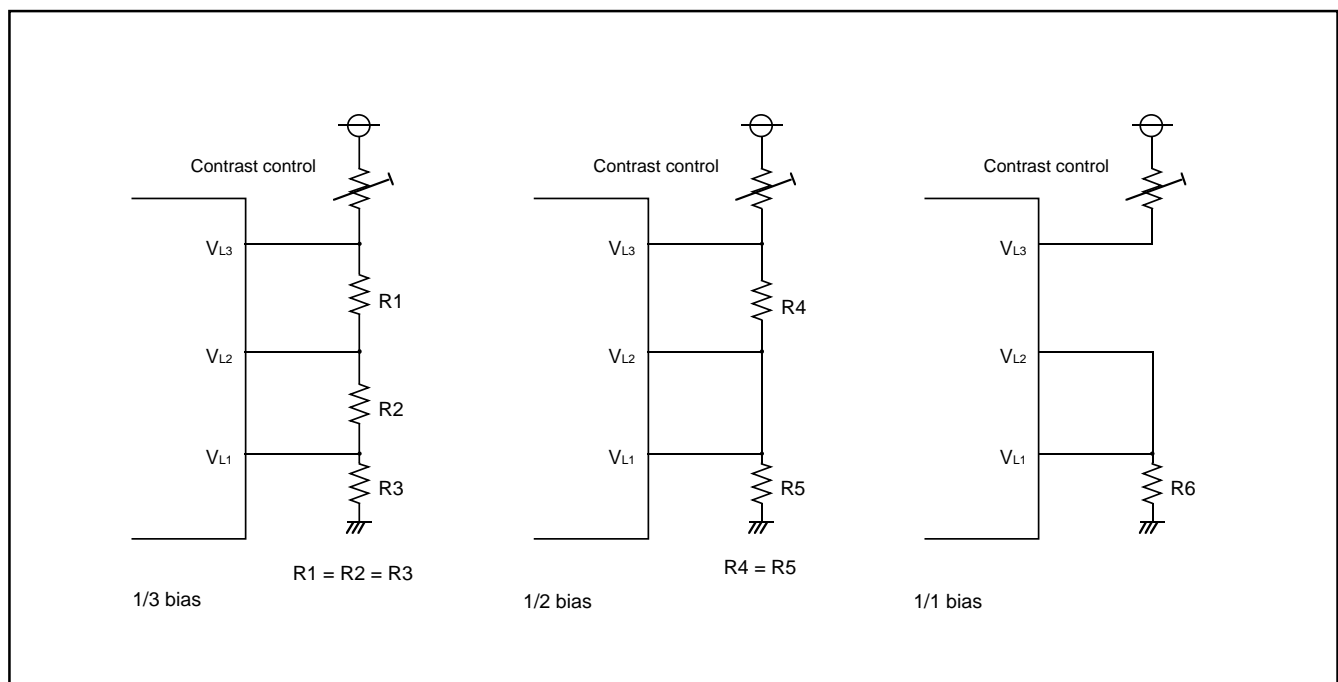 Contrast control
VL3
R1
VL2
R2
VL1
R3
R1 = R2 = R3
1/3 bias
Contrast control
VL3
R4
VL2
VL1
R5
R4 = R5
1/2 bias
Contrast control
VL3
VL2
VL1
R6
1/1 bias